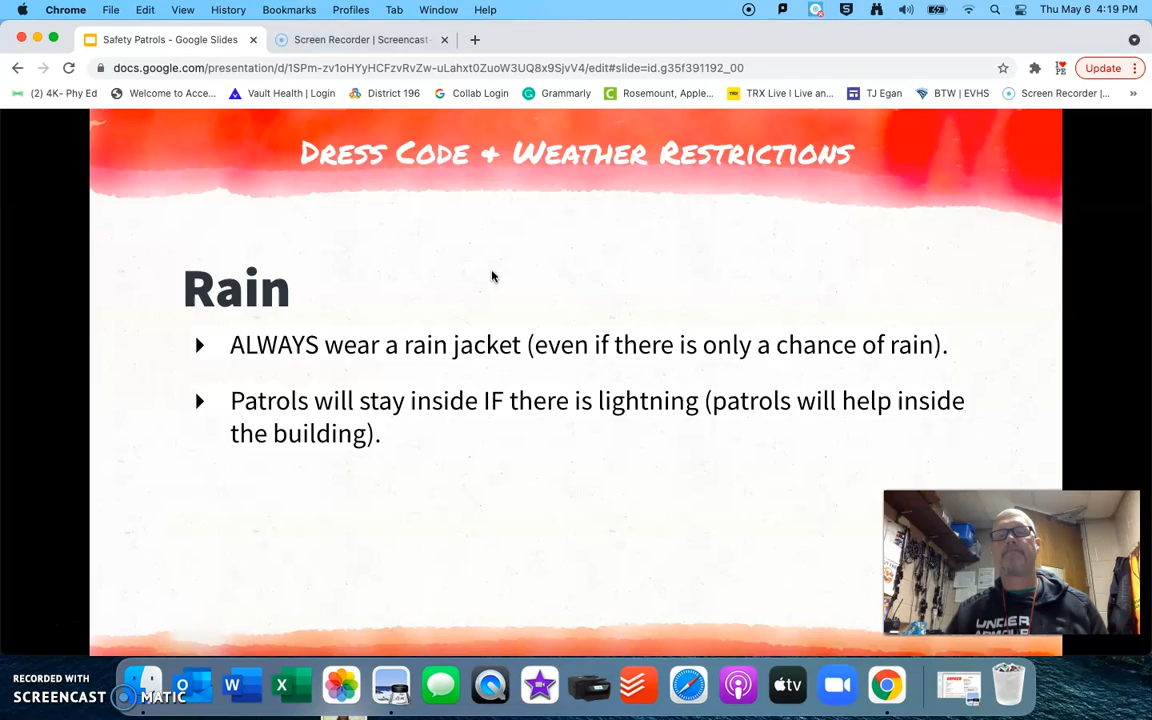 Chrome File Edit View History Bookmarks Profiles Tab Window Help Thu May 6 4:19 PM
Safety Patrols - Google Slides Screen Recorder | Screencast-
docs.google.com/presentation/d/1SPm-zv1oHYyHCFzvRvZw-uLahxt0ZuoW3UQ8x9SjvV4/edit#slide=id.g35f391192_00 Update
(2) 4K- Phy Ed Welcome to Acce... Vault Health | Login District 196 Collab Login Grammarly Rosemount, Apple... TRX Live I Live an... TJ Egan BTW | EVHS Screen Recorder |... »
Dress Code & Weather Restrictions
Rain
ALWAYS wear a rain jacket (even if there is only a chance of rain).
Patrols will stay inside IF there is lightning (patrols will help inside
the building).
UNDER
ARMOUR
RECORDED WITH
SCREENCAST MATIC
tv